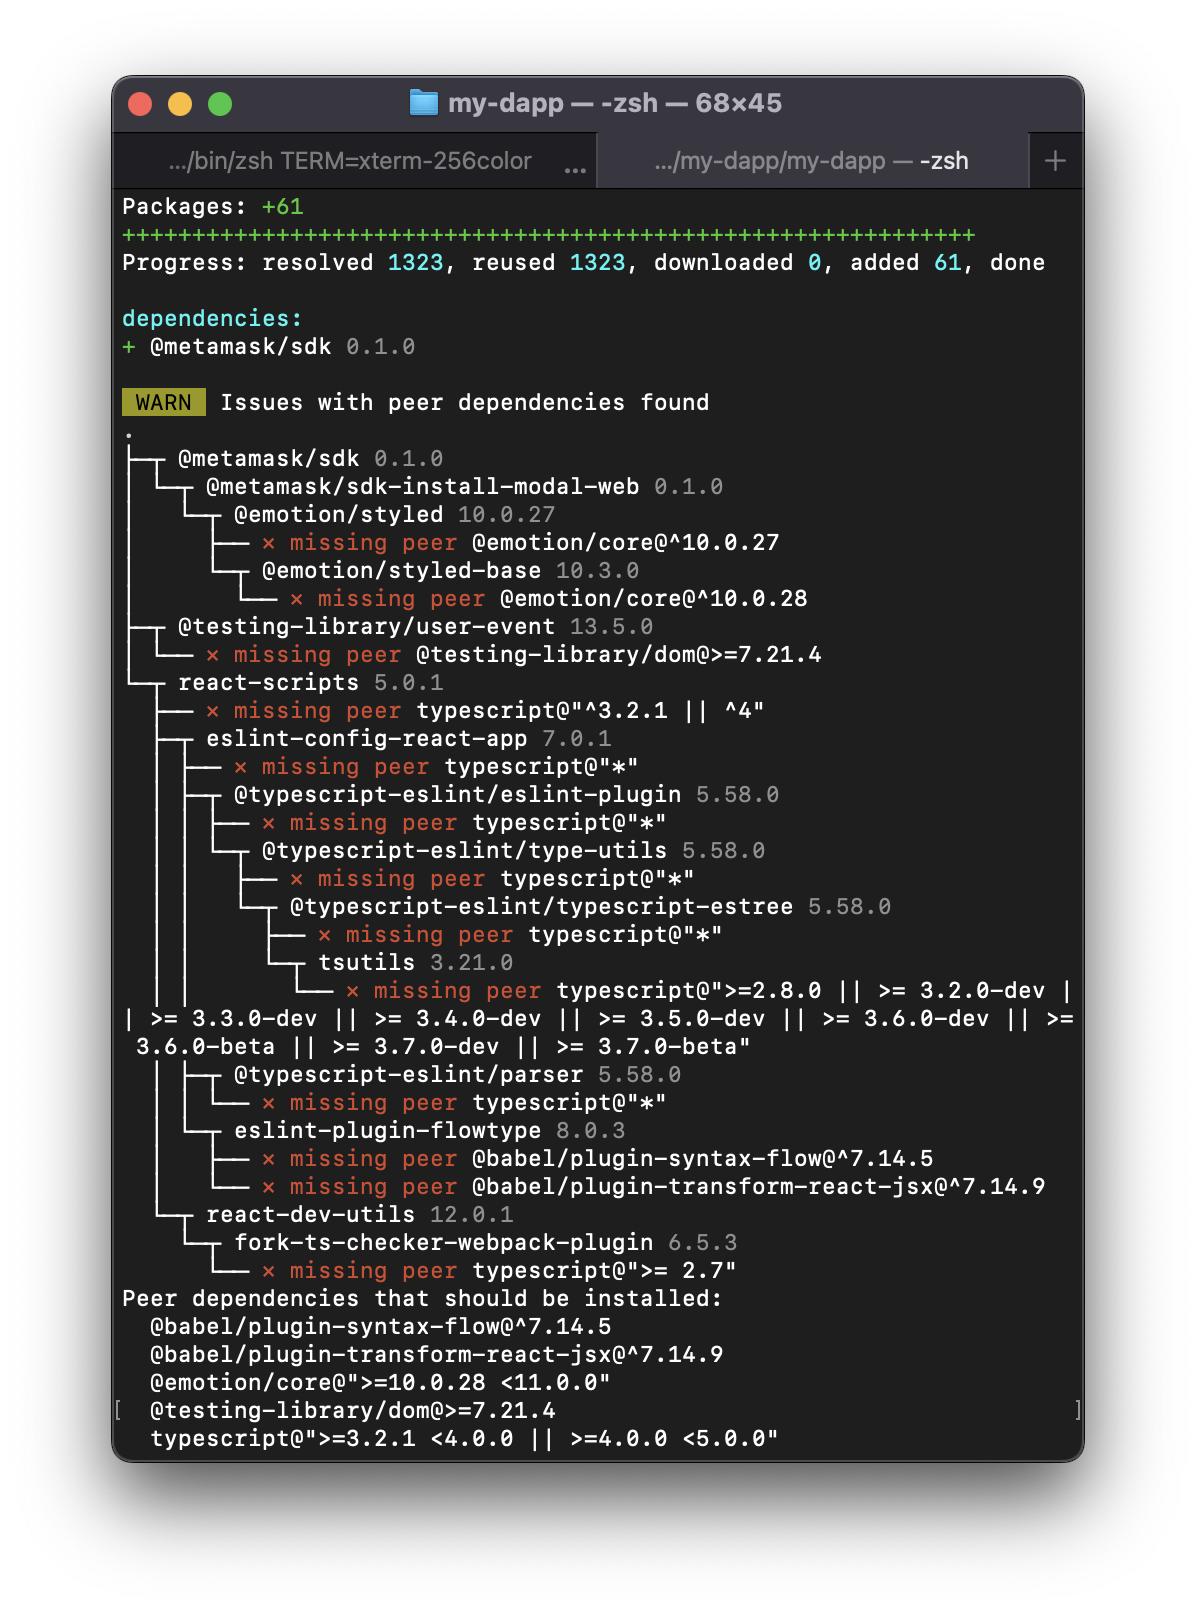 my-dapp — -zsh — 68×45
.../bin/zsh TERM=xterm-256color ... .../my-dapp/my-dapp — -zsh +
Packages: +61
+++++++++++++++++++++++++++++++++++++++++++++++++++++++++++++
Progress: resolved 1323, reused 1323, downloaded 0, added 61, done
dependencies:
+ @metamask/sdk 0.1.0
WARN Issues with peer dependencies found
.
├─┬ @metamask/sdk 0.1.0
│ └─┬ @metamask/sdk-install-modal-web 0.1.0
│   └─┬ @emotion/styled 10.0.27
│     ├── × missing peer @emotion/core@^10.0.27
│     └─┬ @emotion/styled-base 10.3.0
│       └── × missing peer @emotion/core@^10.0.28
├─┬ @testing-library/user-event 13.5.0
│ └── × missing peer @testing-library/dom@>=7.21.4
└─┬ react-scripts 5.0.1
  ├── × missing peer typescript@"^3.2.1 || ^4"
  ├─┬ eslint-config-react-app 7.0.1
  │ ├── × missing peer typescript@"*"
  │ ├─┬ @typescript-eslint/eslint-plugin 5.58.0
  │ │ ├── × missing peer typescript@"*"
  │ │ └─┬ @typescript-eslint/type-utils 5.58.0
  │ │   ├── × missing peer typescript@"*"
  │ │   └─┬ @typescript-eslint/typescript-estree 5.58.0
  │ │     ├── × missing peer typescript@"*"
  │ │     └─┬ tsutils 3.21.0
  │ │       └── × missing peer typescript@">=2.8.0 || >= 3.2.0-dev |
| >= 3.3.0-dev || >= 3.4.0-dev || >= 3.5.0-dev || >= 3.6.0-dev || >=
 3.6.0-beta || >= 3.7.0-dev || >= 3.7.0-beta"
  │ ├─┬ @typescript-eslint/parser 5.58.0
  │ │ └── × missing peer typescript@"*"
  │ └─┬ eslint-plugin-flowtype 8.0.3
  │   ├── × missing peer @babel/plugin-syntax-flow@^7.14.5
  │   └── × missing peer @babel/plugin-transform-react-jsx@^7.14.9
  └─┬ react-dev-utils 12.0.1
    └─┬ fork-ts-checker-webpack-plugin 6.5.3
      └── × missing peer typescript@">= 2.7"
Peer dependencies that should be installed:
  @babel/plugin-syntax-flow@^7.14.5
  @babel/plugin-transform-react-jsx@^7.14.9
  @emotion/core@">=10.0.28 <11.0.0"
[ @testing-library/dom@>=7.21.4 ]
  typescript@">=3.2.1 <4.0.0 || >=4.0.0 <5.0.0"